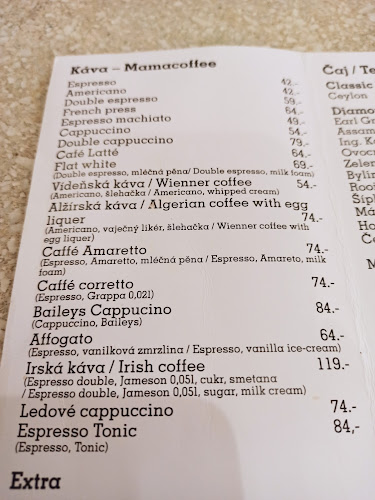 Káva – Mamacoffee
Espresso 42.-
Americano 42.-
Double espresso 59.-
French press 64.-
Espresso machiato 49.-
Cappuccino 54.-
Double cappuccino 79.-
Café Latté 64.-
Flat white 69.-
(Double espresso, mléčná pěna/ Double espresso, milk foam)
Vídeňská káva / Wienner coffee 54.-
(Americano, šlehačka / Americano, whipped cream)
Alžírská káva / Algerian coffee with egg
liquer 74.-
(Americano, vaječný likér, šlehačka / Wienner coffee with
egg liquer)
Caffé Amaretto 74.-
(Espresso, Amaretto, mléčná pěna / Espresso, Amareto, milk
foam)
Caffé corretto 74.-
(Espresso, Grappa 0,02l)
Baileys Cappucino 84.-
(Cappuccino, Baileys)
Affogato 64.-
(Espresso, vanilková zmrzlina / Espresso, vanilla ice-cream)
Irská káva / Irish coffee 119.-
(Espresso double, Jameson 0,05l, cukr, smetana
/ Espresso double, Jameson 0,05l, sugar, milk cream)
Ledové cappuccino 74.-
Espresso Tonic 84,-
(Espresso, Tonic)
Extra
Čaj / Te
Classic
Ceylon
Diamo
Earl Gr
Assam
Ing. K
Ovocn
Zelen
Bylin
Rooi
Šíp
Má
Ho
Č
M